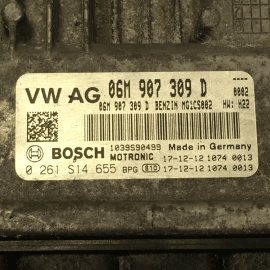 VW AG 06M 907 309 D ----
0002
06M 907 309 D BENZIN MG1CS002 HW: H22
BOSCH 1039S90499 Made in Germany
MOTRONIC 17-12-12 1074 0013
0 261 S14 655 BPG 810 17-12-12 1074 0013